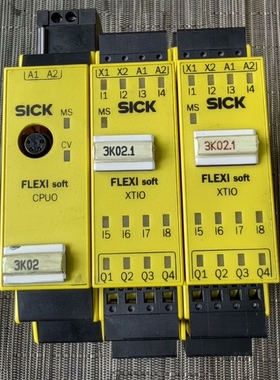 A1 A2
SICK
MS
CV
FLEXI soft
CPU0
3K02
X1 X2 A1 A2
I1 I2 I3 I4
MS SICK
3K02.1
FLEXI soft
XTIO
I5 I6 I7 I8
Q1 Q2 Q3 Q4
X1 X2 A1 A2
I1 I2 I3 I4
MS SICK
3K02.1
FLEXI soft
XTIO
I5 I6 I7 I8
Q1 Q2 Q3 Q4